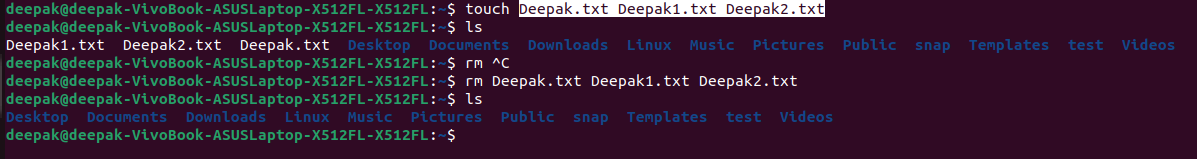 deepak@deepak-VivoBook-ASUSLaptop-X512FL-X512FL:~$ touch Deepak.txt Deepak1.txt Deepak2.txt
deepak@deepak-VivoBook-ASUSLaptop-X512FL-X512FL:~$ ls
Deepak1.txt  Deepak2.txt  Deepak.txt  Desktop  Documents  Downloads  Linux  Music  Pictures  Public  snap  Templates  test  Videos
deepak@deepak-VivoBook-ASUSLaptop-X512FL-X512FL:~$ rm ^C
deepak@deepak-VivoBook-ASUSLaptop-X512FL-X512FL:~$ rm Deepak.txt Deepak1.txt Deepak2.txt
deepak@deepak-VivoBook-ASUSLaptop-X512FL-X512FL:~$ ls
Desktop  Documents  Downloads  Linux  Music  Pictures  Public  snap  Templates  test  Videos
deepak@deepak-VivoBook-ASUSLaptop-X512FL-X512FL:~$